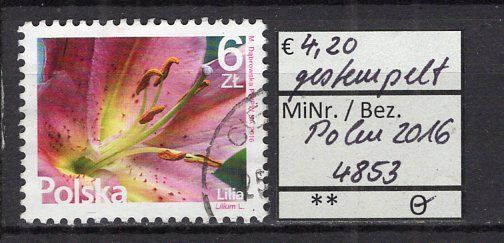 6
ZŁ
Polska
Lilia
Lilium L.
€ 4,20
gestempelt
MiNr. / Bez.
Polen 2016
4853
**